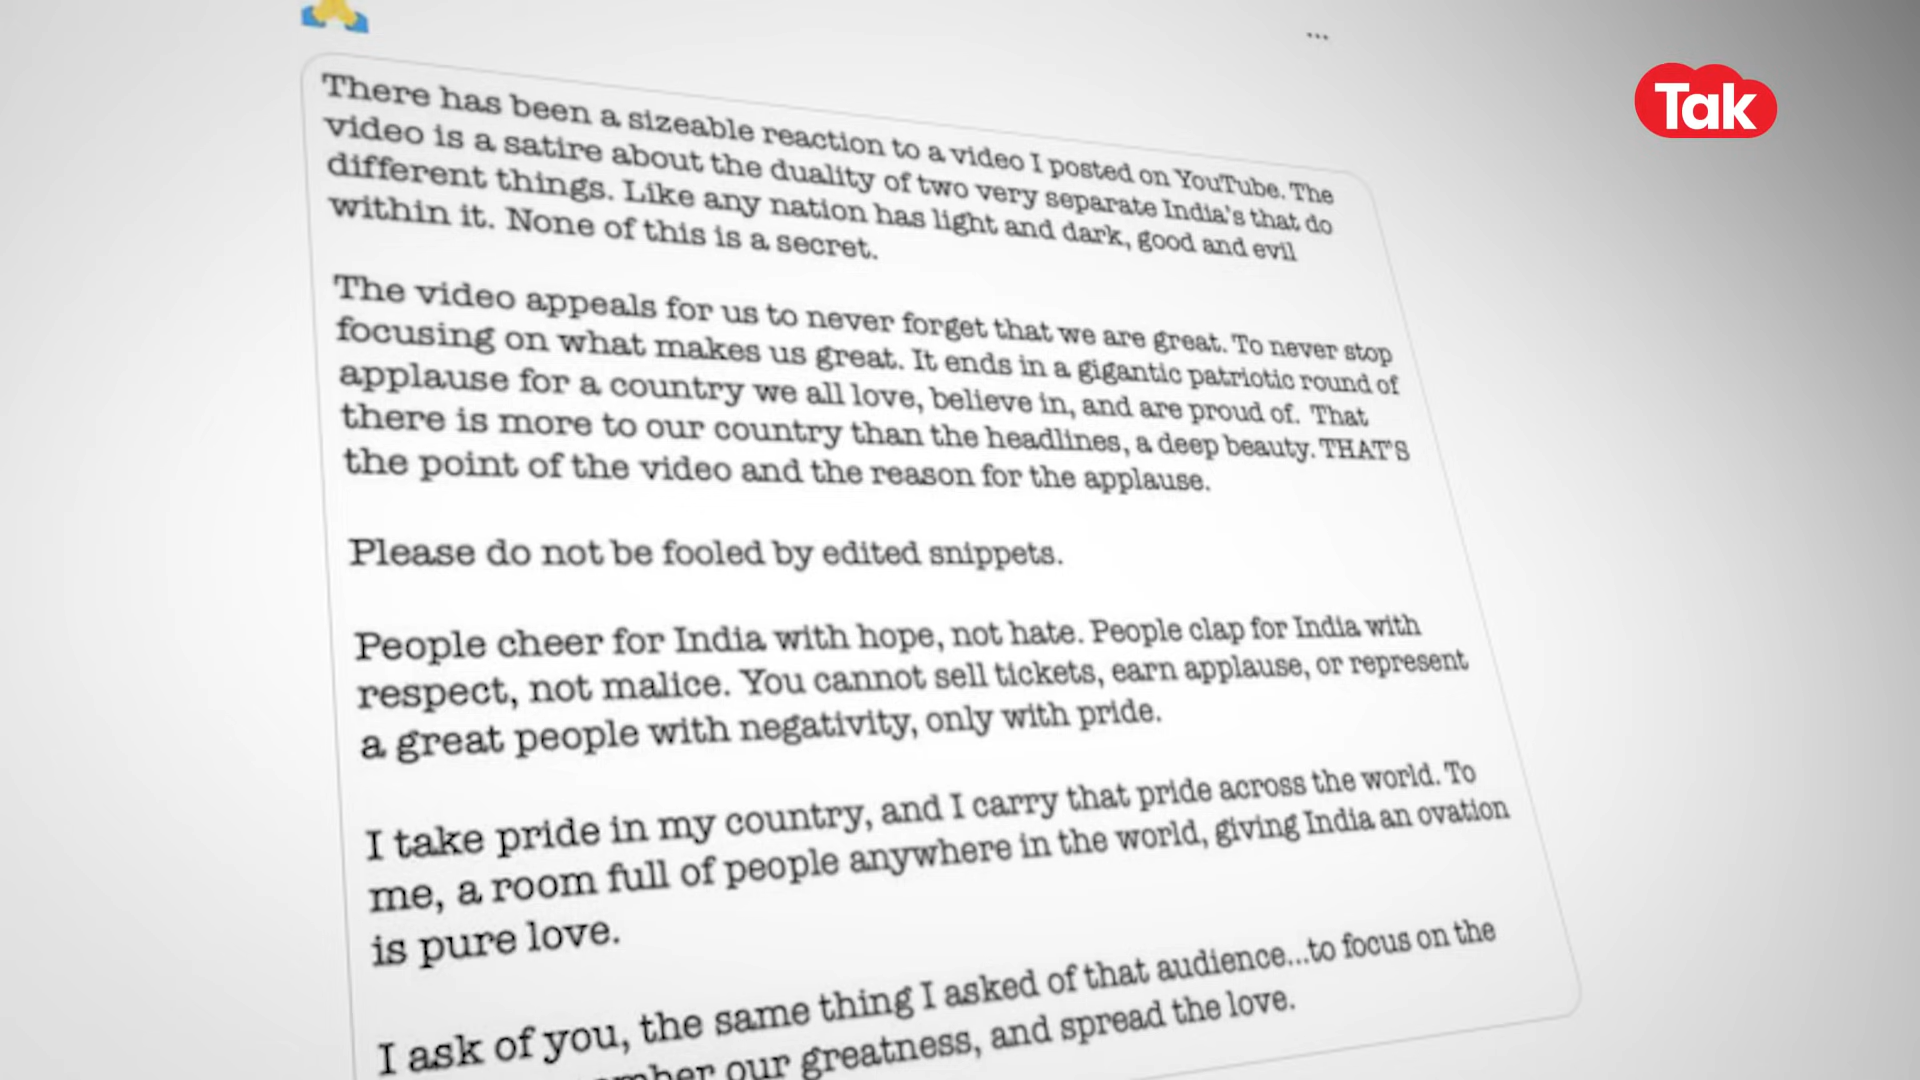 ...
Tak
There has been a sizeable reaction to a video I posted on YouTube. The
video is a satire about the duality of two very separate India's that do
different things. Like any nation has light and dark, good and evil
within it. None of this is a secret.
The video appeals for us to never forget that we are great. To never stop
focusing on what makes us great. It ends in a gigantic patriotic round of
applause for a country we all love, believe in, and are proud of. That
there is more to our country than the headlines, a deep beauty. THAT'S
the point of the video and the reason for the applause.
Please do not be fooled by edited snippets.
People cheer for India with hope, not hate. People clap for India with
respect, not malice. You cannot sell tickets, earn applause, or represent
a great people with negativity, only with pride.
I take pride in my country, and I carry that pride across the world. To
me, a room full of people anywhere in the world, giving India an ovation
is pure love.
I ask of you, the same thing I asked of that audience...to focus on the
our greatness, and spread the love.